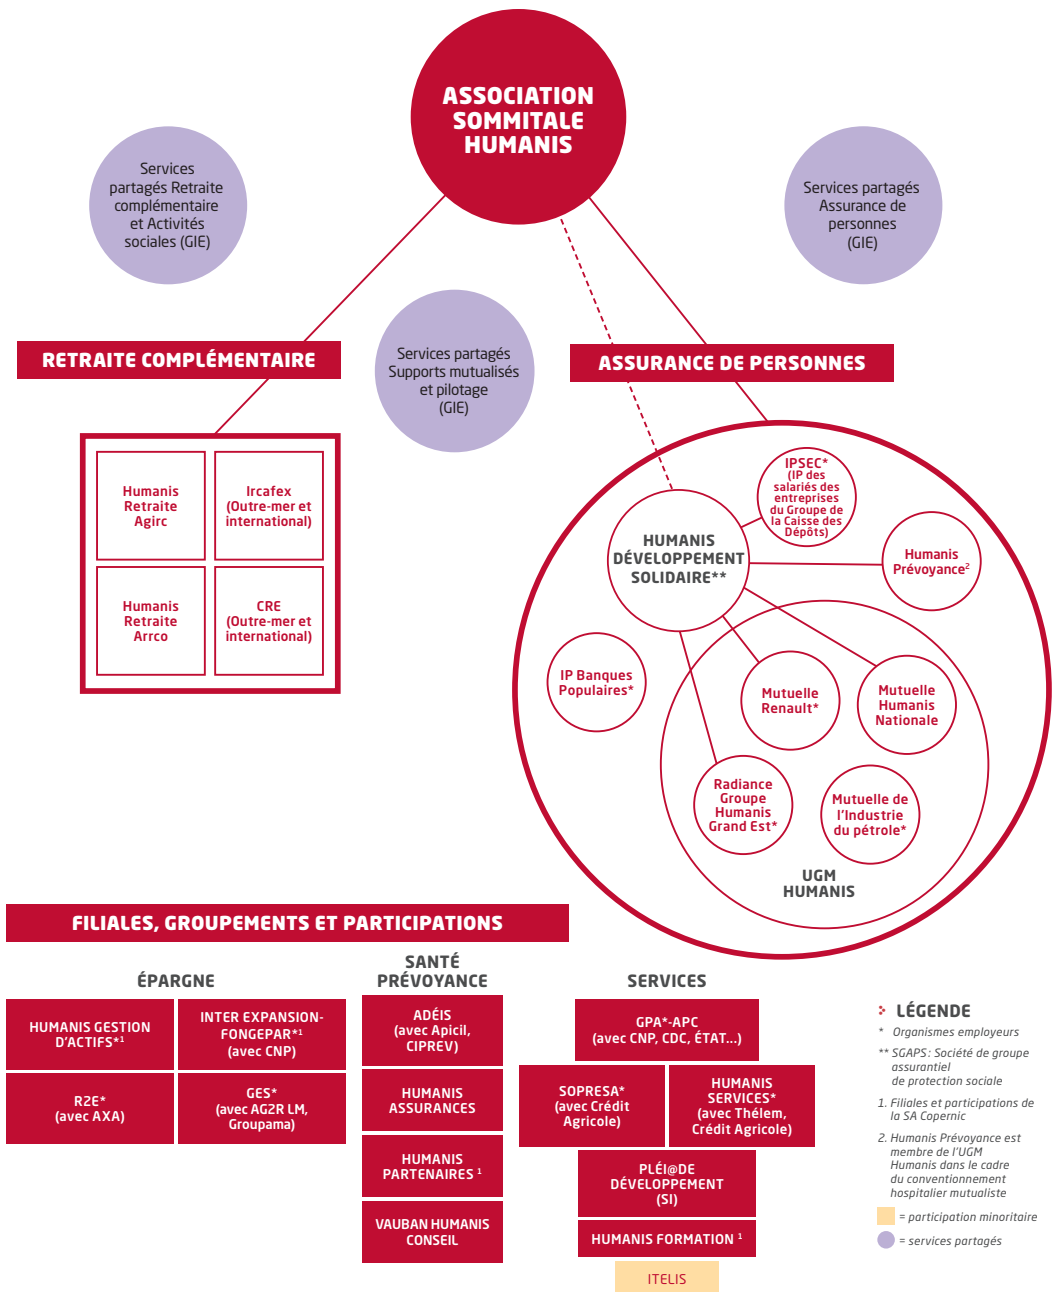 ASSOCIATION
SOMMITALE
HUMANIS
Services
partagés Retraite
complémentaire
et Activités
sociales (GIE)
Services partagés
Assurance de
personnes
(GIE)
Services partagés
Supports mutualisés
et pilotage
(GIE)
RETRAITE COMPLÉMENTAIRE
ASSURANCE DE PERSONNES
Humanis
Retraite
Agirc
Ircafex
(Outre-mer et
international)
Humanis
Retraite
Arrco
CRE
(Outre-mer et
international)
IPSEC*
(IP des
salariés des
entreprises
du Groupe de
la Caisse des
Dépôts)
HUMANIS
DÉVELOPPEMENT
SOLIDAIRE**
Humanis
Prévoyance²
IP Banques
Populaires*
Mutuelle
Renault*
Mutuelle
Humanis
Nationale
Radiance
Groupe
Humanis
Grand Est*
Mutuelle de
l'Industrie
du pétrole*
UGM
HUMANIS
FILIALES, GROUPEMENTS ET PARTICIPATIONS
ÉPARGNE
HUMANIS GESTION
D'ACTIFS*¹
INTER EXPANSION-
FONGEPAR*¹
(avec CNP)
R2E*
(avec AXA)
GES*
(avec AG2R LM,
Groupama)
SANTÉ
PRÉVOYANCE
ADÉIS
(avec Apicil,
CIPREV)
HUMANIS
ASSURANCES
HUMANIS
PARTENAIRES ¹
VAUBAN HUMANIS
CONSEIL
SERVICES
GPA*-APC
(avec CNP, CDC, ÉTAT...)
SOPRESA*
(avec Crédit
Agricole)
HUMANIS
SERVICES*
(avec Thélem,
Crédit Agricole)
PLÉI@DE
DÉVELOPPEMENT
(SI)
HUMANIS FORMATION ¹
ITELIS
LÉGENDE
* Organismes employeurs
** SGAPS : Société de groupe
assurantiel
de protection sociale
1. Filiales et participations de
la SA Copernic
2. Humanis Prévoyance est
membre de l'UGM
Humanis dans le cadre
du conventionnement
hospitalier mutualiste
= participation minoritaire
= services partagés